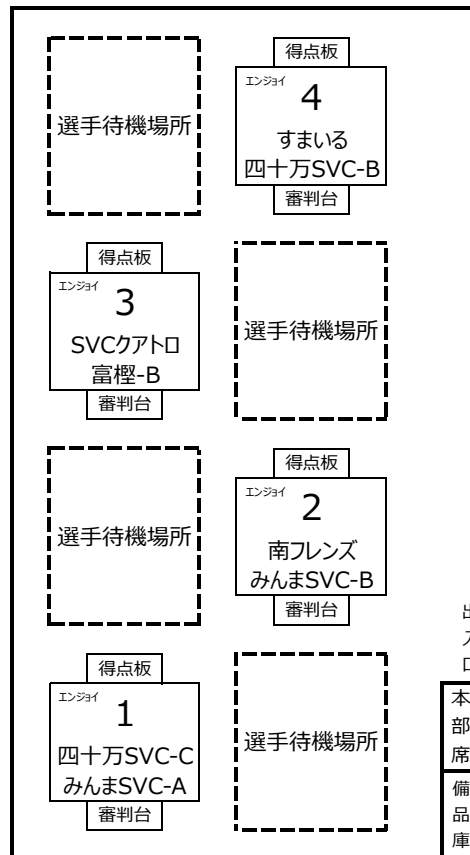 選手待機場所
得点板
エンジョイ
4
すまいる
四十万SVC-B
審判台
得点板
エンジョイ
3
SVCクアトロ
富樫-B
審判台
選手待機場所
選手待機場所
得点板
エンジョイ
2
南フレンズ
みんまSVC-B
審判台
得点板
エンジョイ
1
四十万SVC-C
みんまSVC-A
審判台
選手待機場所
出入口
本部席
備品庫